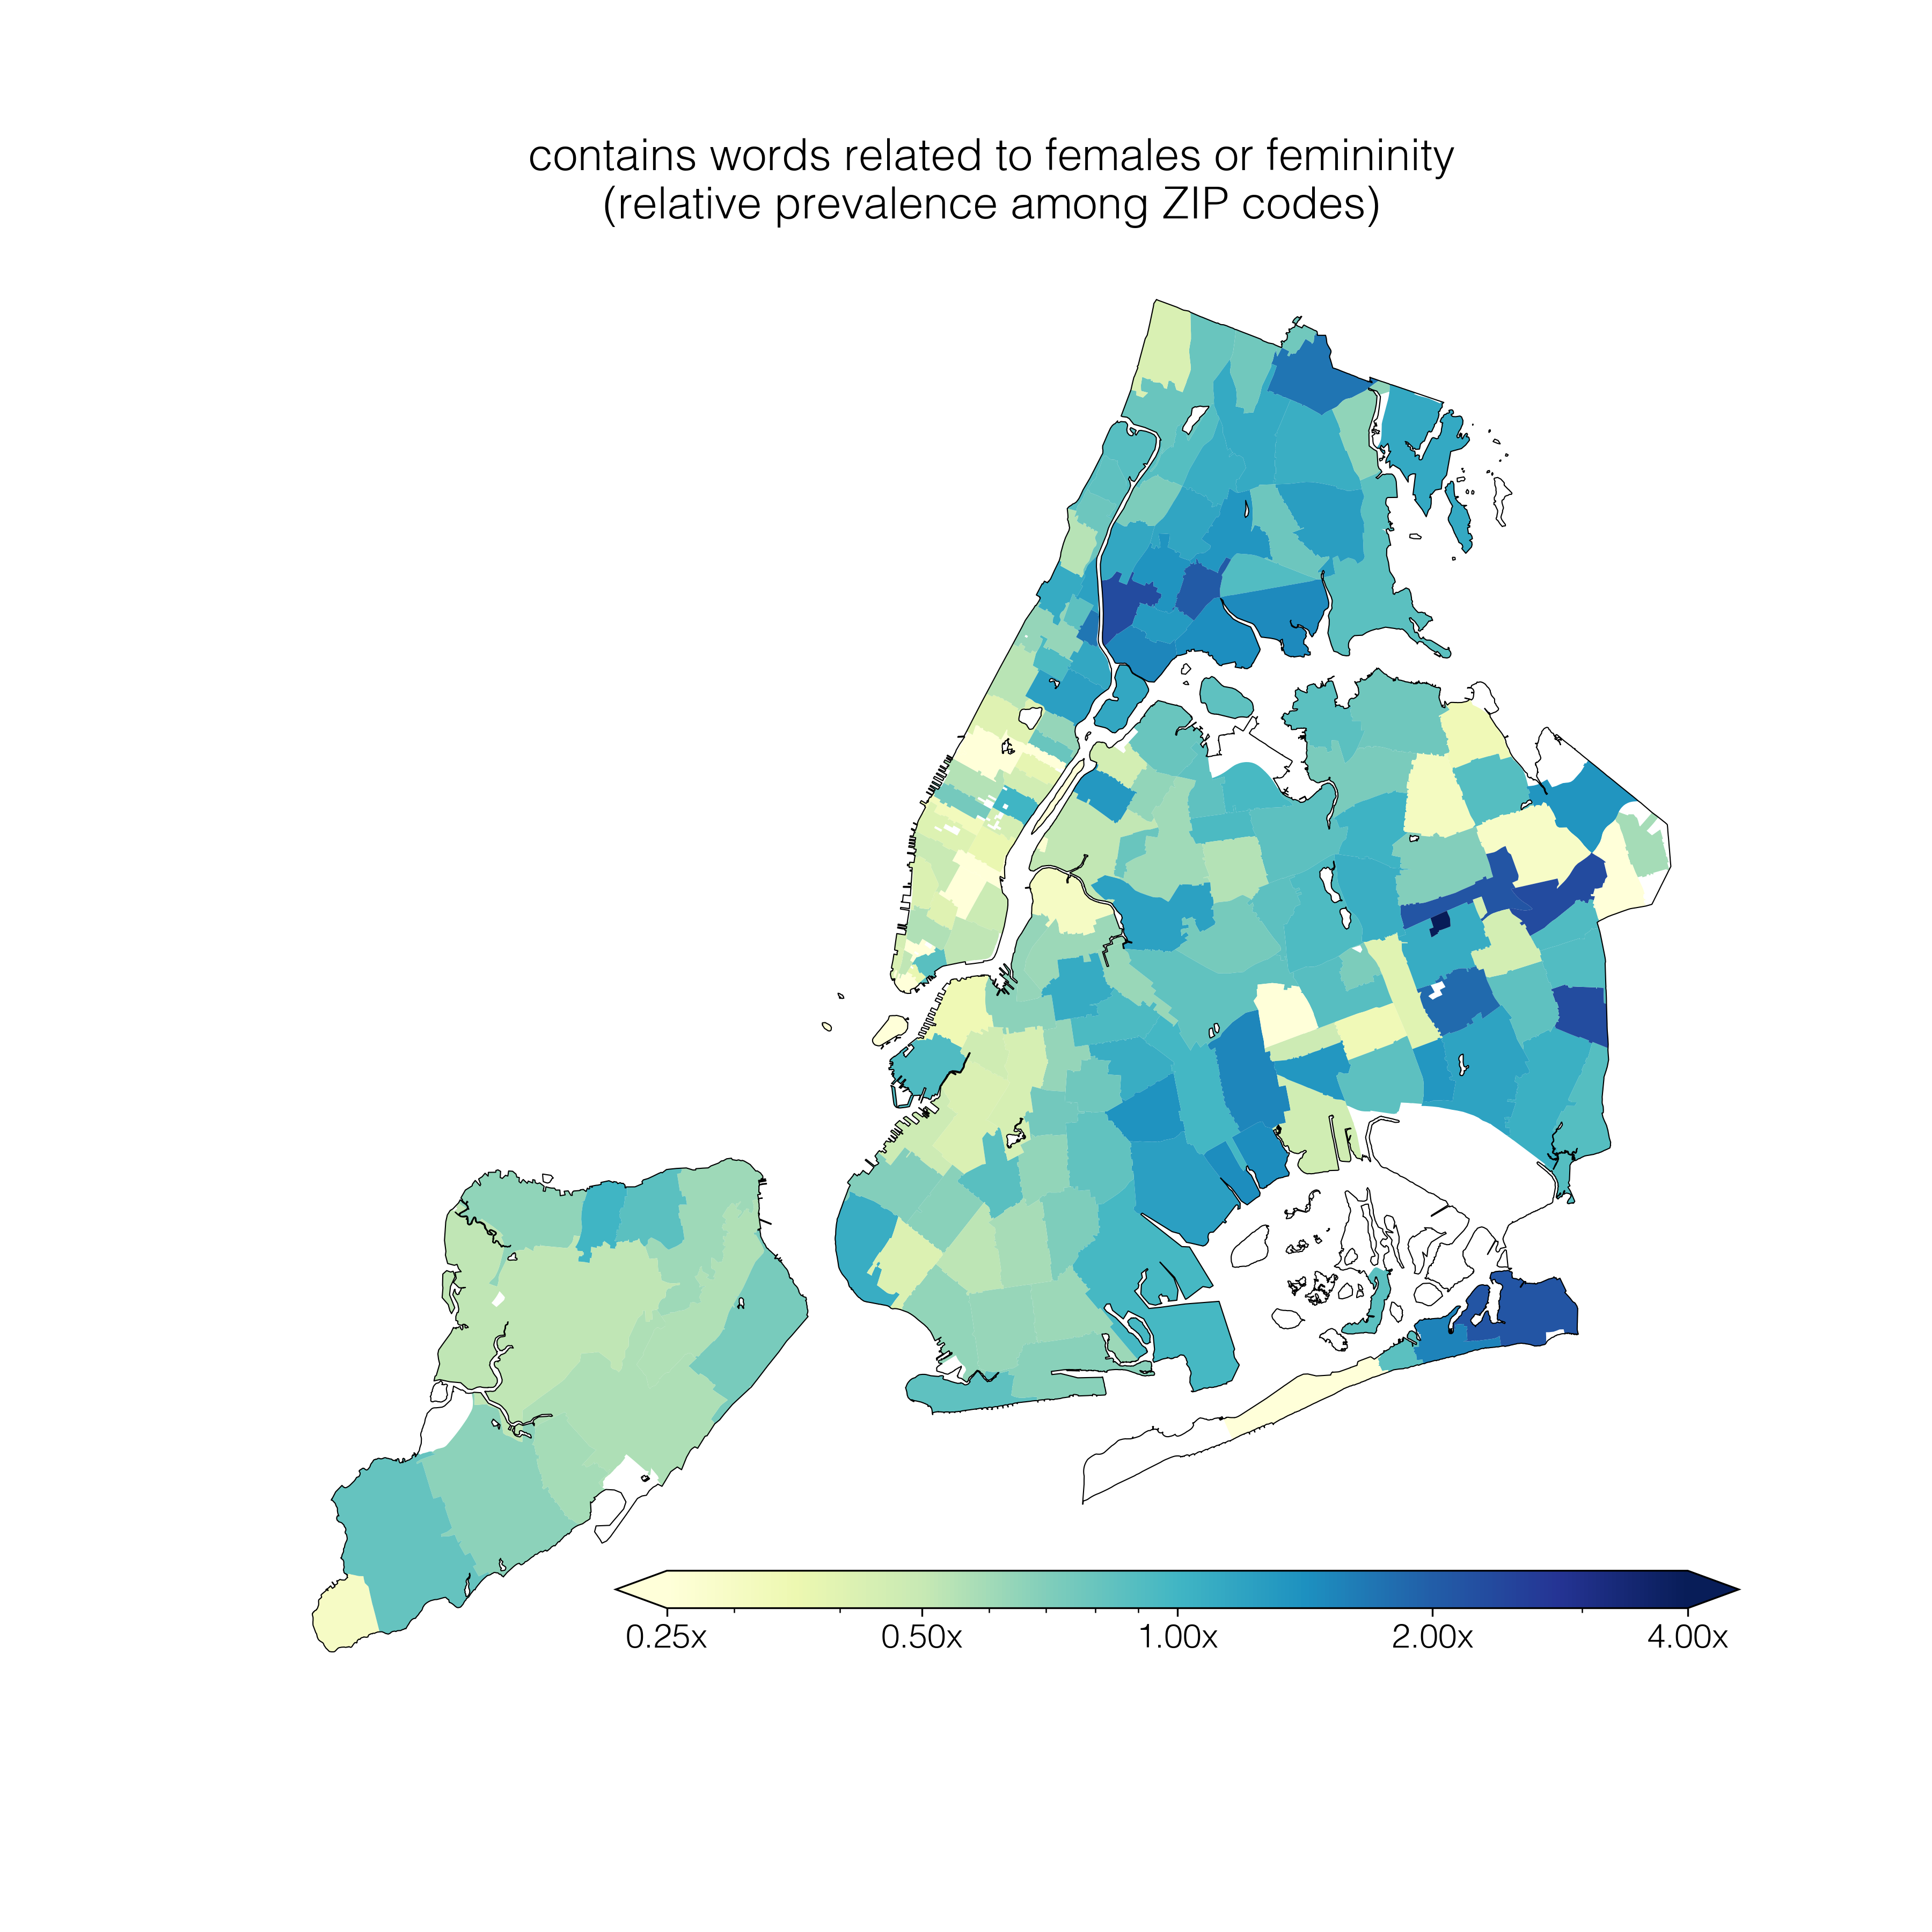 contains words related to females or femininity
(relative prevalence among ZIP codes)
0.25x 0.50x 1.00x 2.00x 4.00x